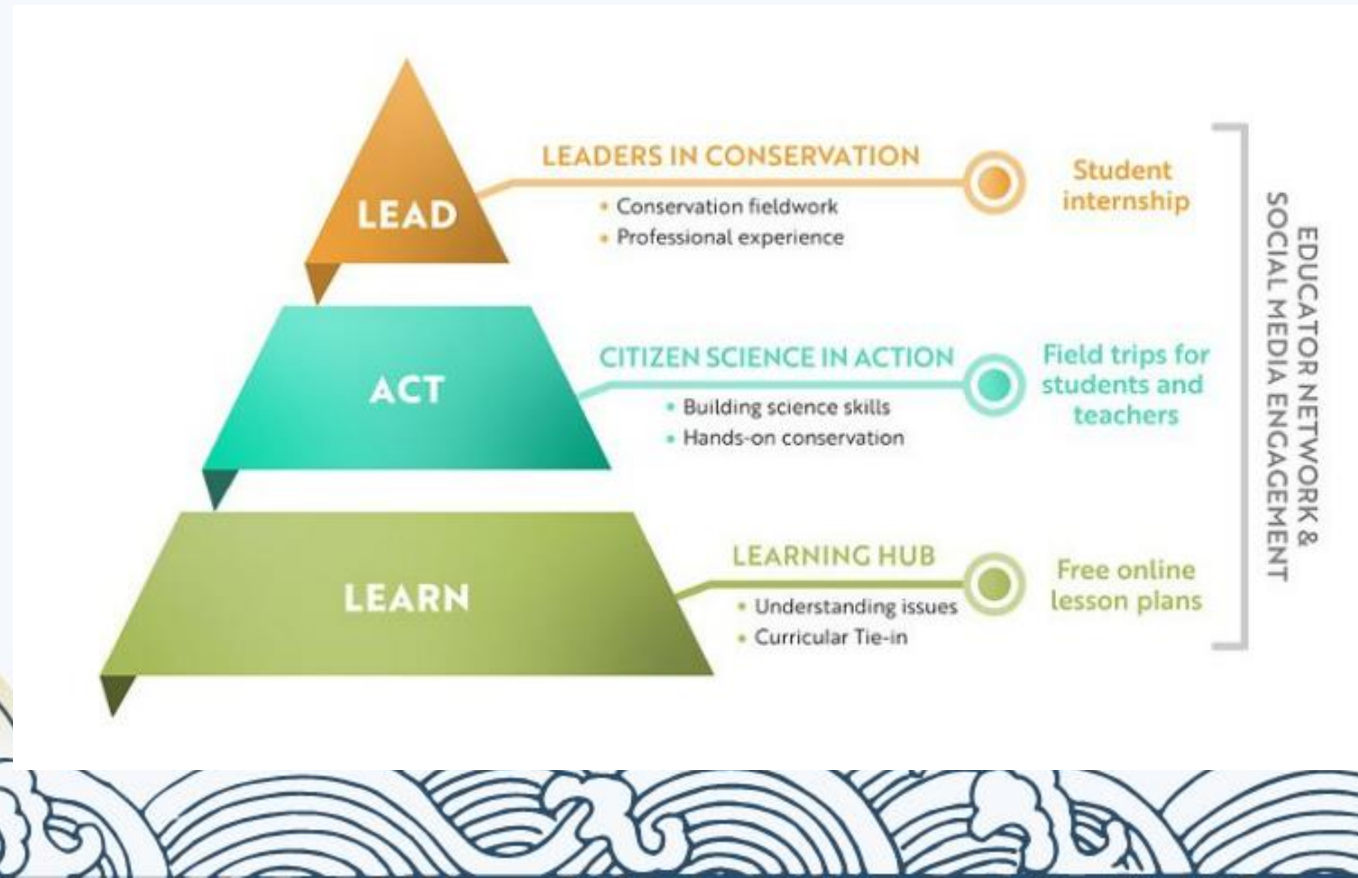 LEAD
LEADERS IN CONSERVATION
• Conservation fieldwork
• Professional experience
Student
internship
ACT
CITIZEN SCIENCE IN ACTION
• Building science skills
• Hands-on conservation
Field trips for
students and
teachers
LEARN
LEARNING HUB
• Understanding issues
• Curricular Tie-in
Free online
lesson plans
EDUCATOR NETWORK &
SOCIAL MEDIA ENGAGEMENT